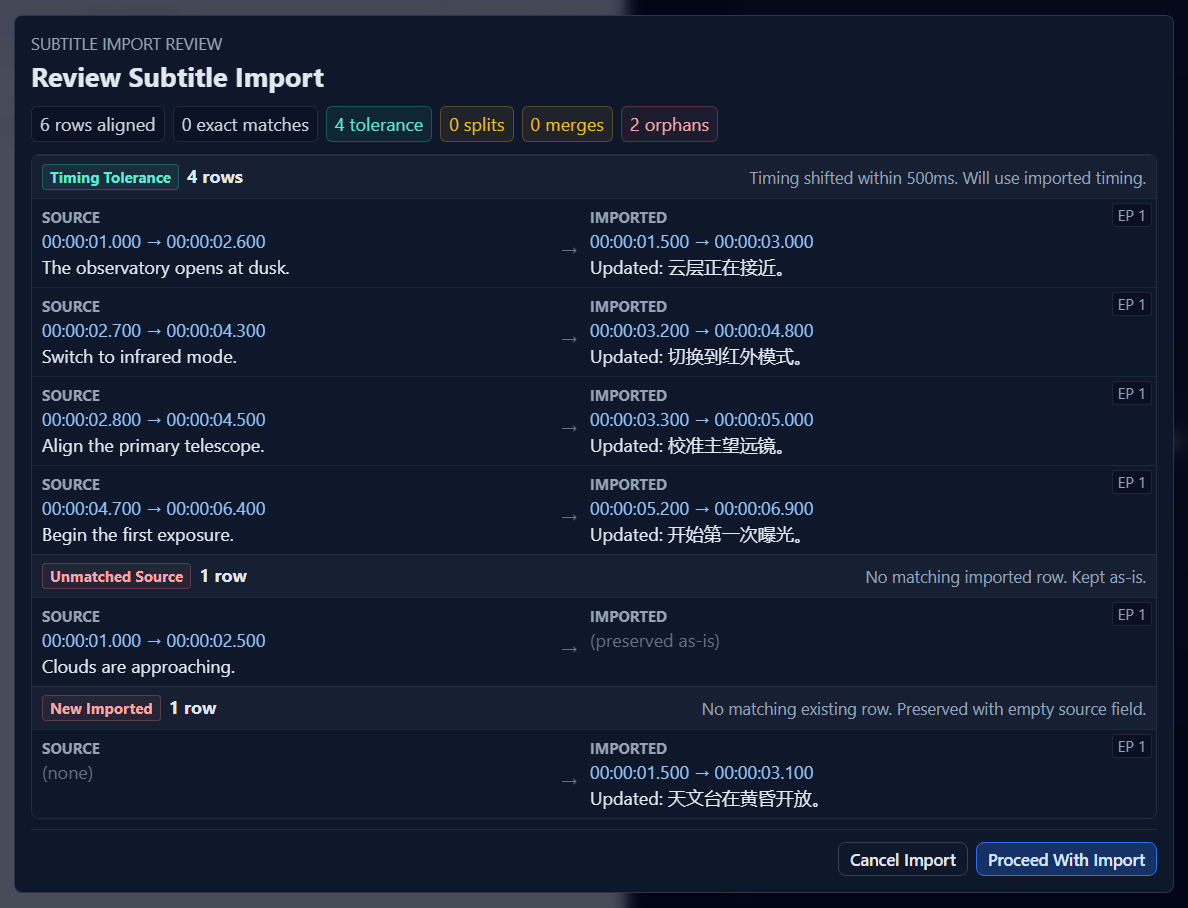 SUBTITLE IMPORT REVIEW
Review Subtitle Import
6 rows aligned 0 exact matches 4 tolerance 0 splits 0 merges 2 orphans
Timing Tolerance 4 rows Timing shifted within 500ms. Will use imported timing.
SOURCE IMPORTED EP 1
00:00:01.000 → 00:00:02.600 → 00:00:01.500 → 00:00:03.000
The observatory opens at dusk. Updated: 云层正在接近。
SOURCE IMPORTED EP 1
00:00:02.700 → 00:00:04.300 → 00:00:03.200 → 00:00:04.800
Switch to infrared mode. Updated: 切换到红外模式。
SOURCE IMPORTED EP 1
00:00:02.800 → 00:00:04.500 → 00:00:03.300 → 00:00:05.000
Align the primary telescope. Updated: 校准主望远镜。
SOURCE IMPORTED EP 1
00:00:04.700 → 00:00:06.400 → 00:00:05.200 → 00:00:06.900
Begin the first exposure. Updated: 开始第一次曝光。
Unmatched Source 1 row No matching imported row. Kept as-is.
SOURCE IMPORTED EP 1
00:00:01.000 → 00:00:02.500 → (preserved as-is)
Clouds are approaching.
New Imported 1 row No matching existing row. Preserved with empty source field.
SOURCE IMPORTED EP 1
(none) → 00:00:01.500 → 00:00:03.100
Updated: 天文台在黄昏开放。
Cancel Import Proceed With Import